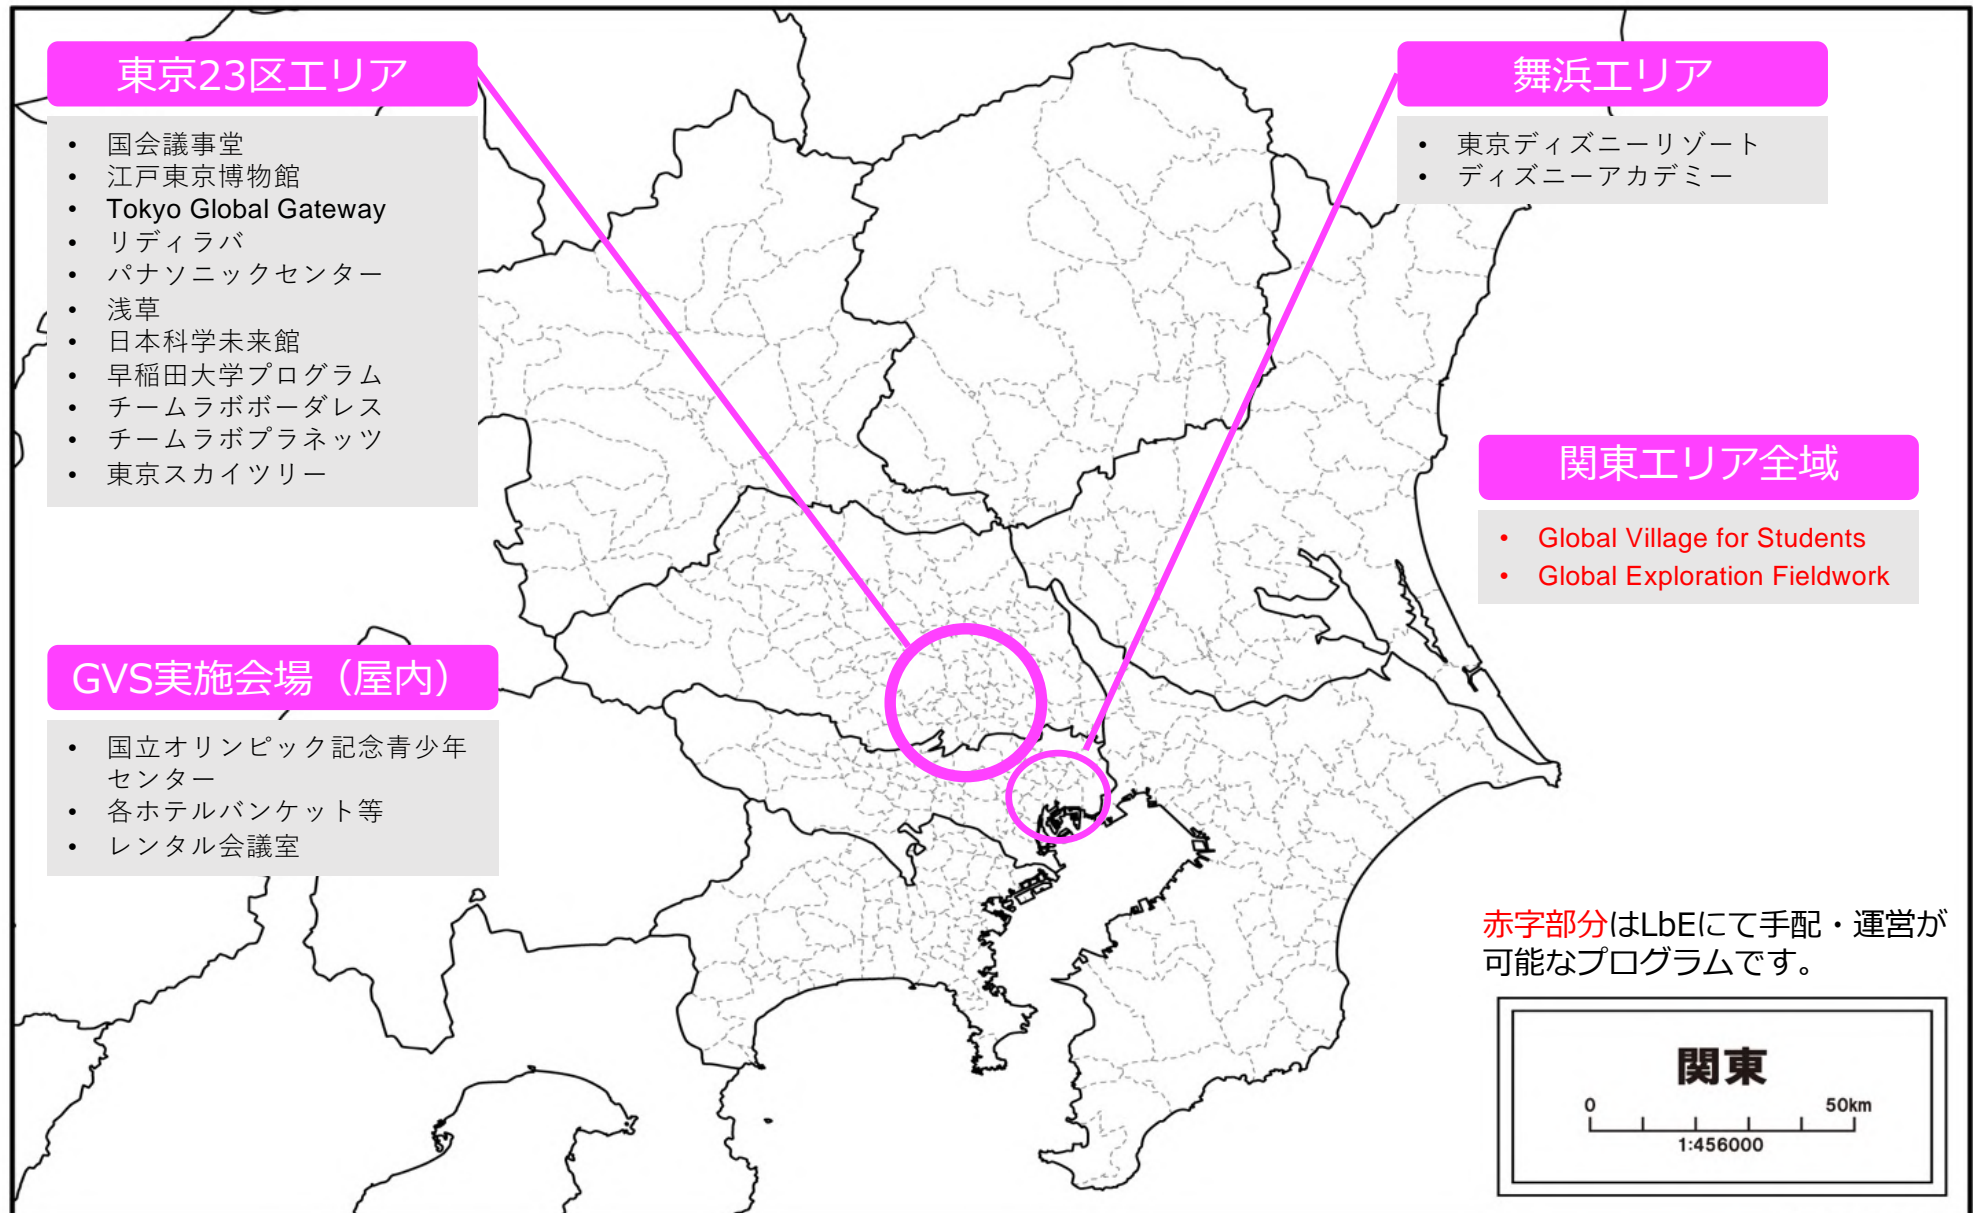 東京23区エリア
• 国会議事堂
• 江戸東京博物館
• Tokyo Global Gateway
• リディラバ
• パナソニックセンター
• 浅草
• 日本科学未来館
• 早稲田大学プログラム
• チームラボボーダレス
• チームラボプラネッツ
• 東京スカイツリー
舞浜エリア
• 東京ディズニーリゾート
• ディズニーアカデミー
関東エリア全域
• Global Village for Students
• Global Exploration Fieldwork
GVS実施会場（屋内）
• 国立オリンピック記念青少年
センター
• 各ホテルバンケット等
• レンタル会議室
赤字部分はLbEにて手配・運営が
可能なプログラムです。
関東
0 50km
1:456000